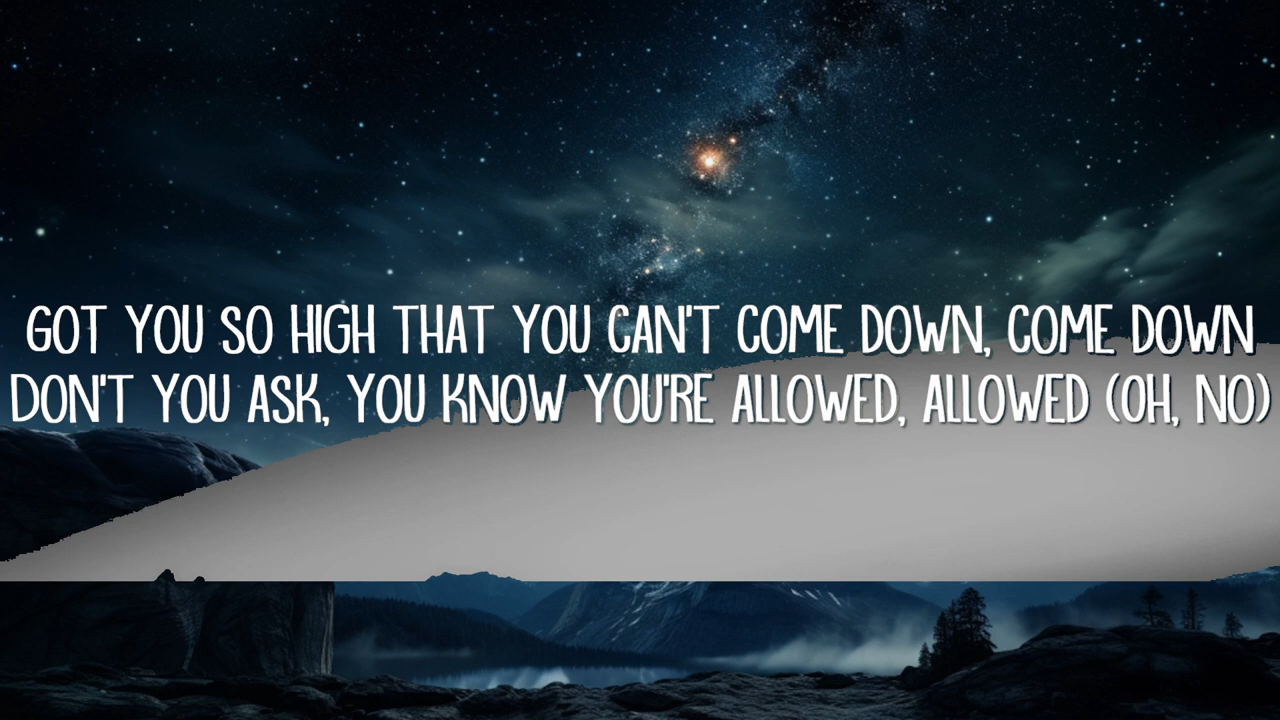 GOT YOU SO HIGH THAT YOU CAN'T COME DOWN, COME DOWN
DON'T YOU ASK, YOU KNOW YOU'RE ALLOWED, ALLOWED (OH, NO)